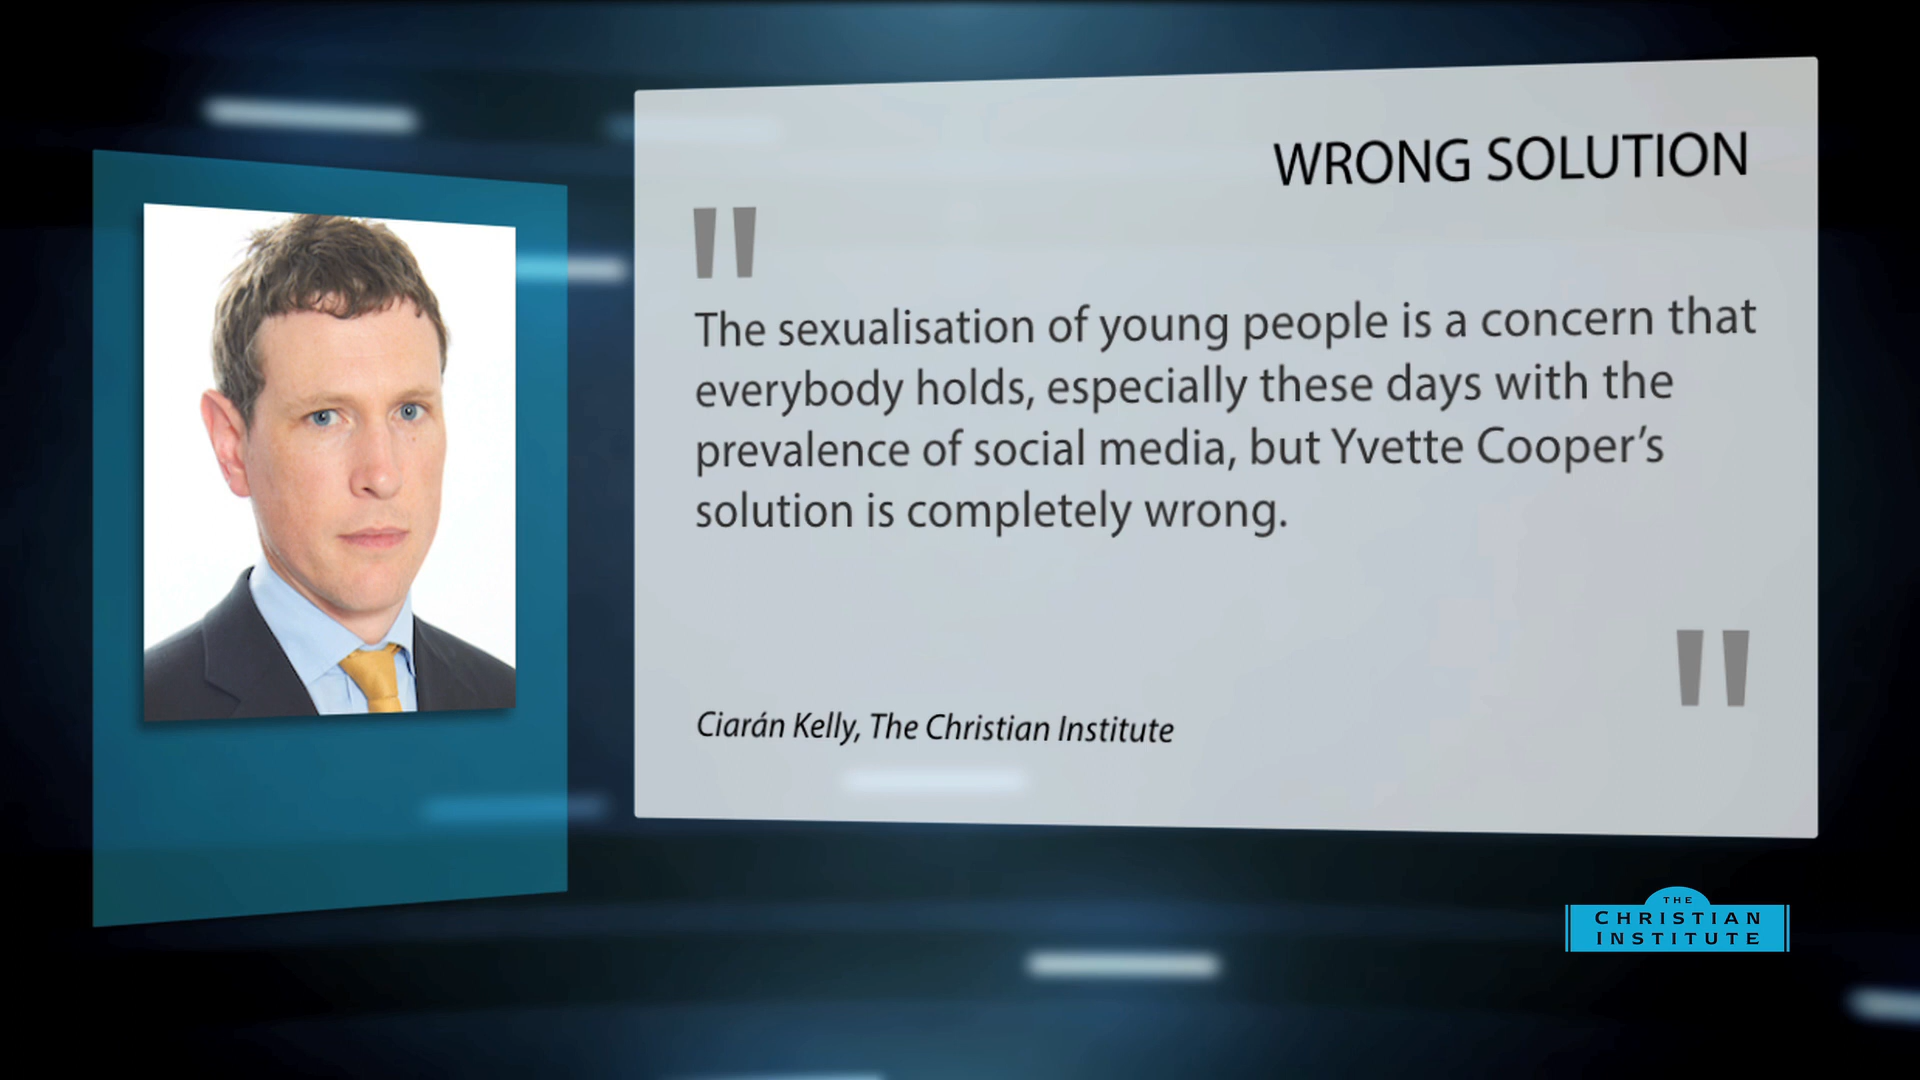 WRONG SOLUTION
"
The sexualisation of young people is a concern that
everybody holds, especially these days with the
prevalence of social media, but Yvette Cooper’s
solution is completely wrong.
"
Ciarán Kelly, The Christian Institute
THE
CHRISTIAN
INSTITUTE